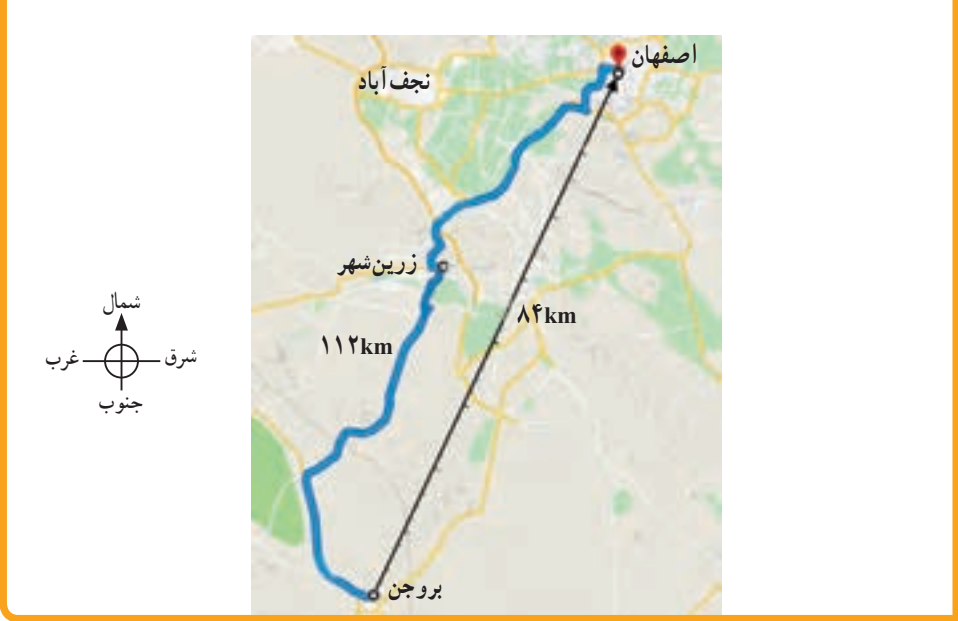 اصفهان
نجف‌آباد
زرین‌شهر
۱۱۲km
۸۴km
بروجن
شمال
شرق
غرب
جنوب